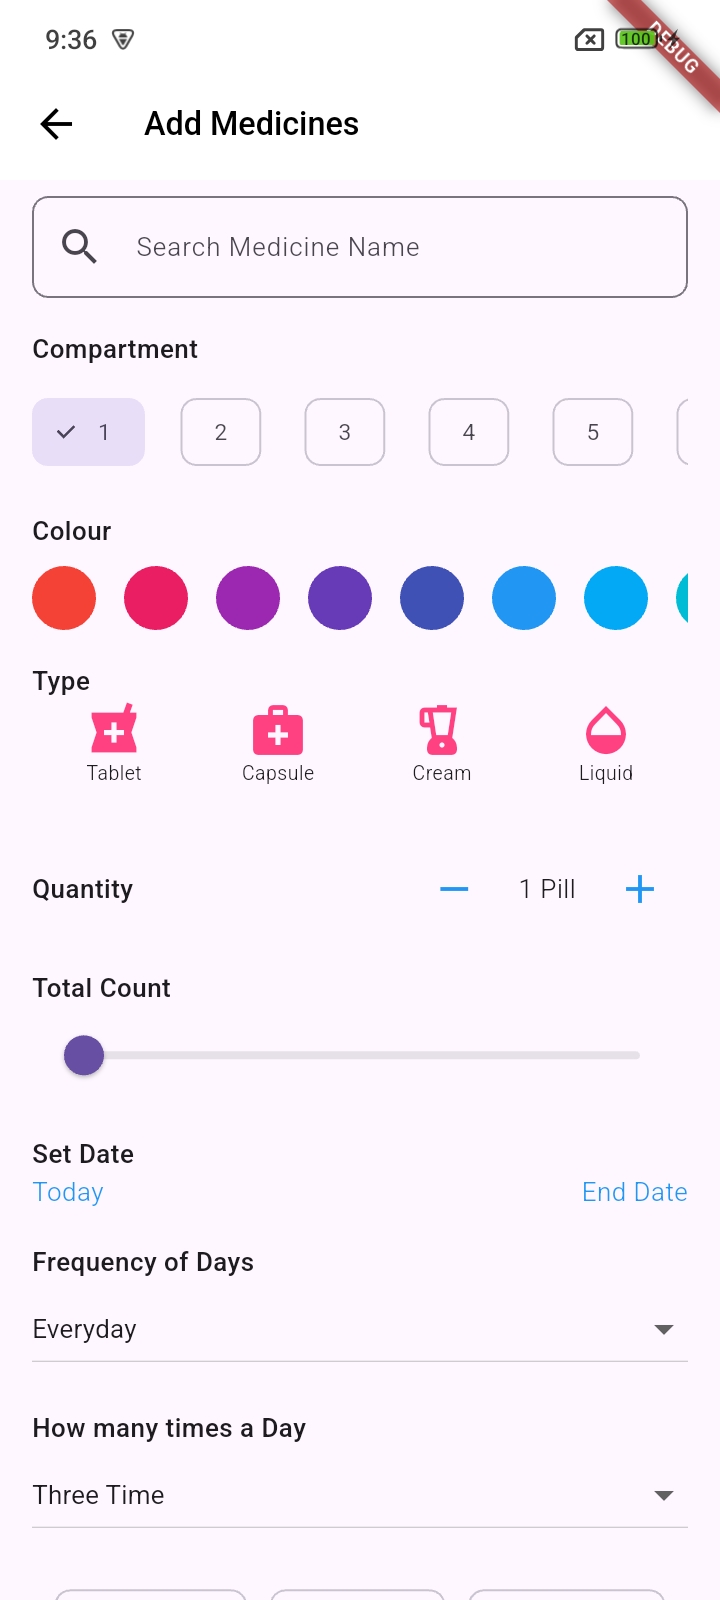 9:36
100
DEBUG
Add Medicines
Search Medicine Name
Compartment
1 2 3 4 5
Colour
Type
Tablet Capsule Cream Liquid
Quantity 1 Pill
Total Count
Set Date
Today End Date
Frequency of Days
Everyday
How many times a Day
Three Time